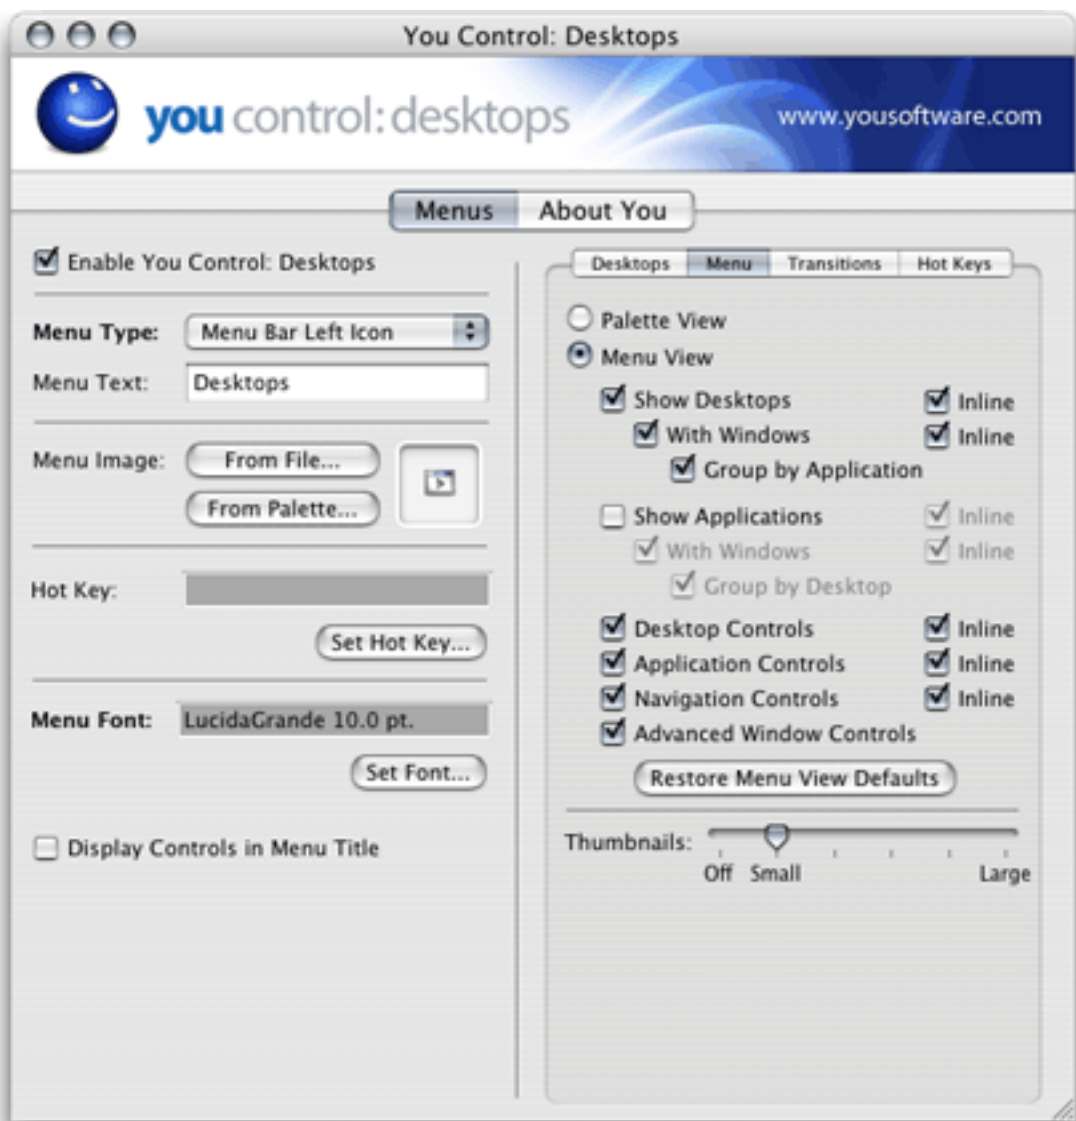 You Control: Desktops
you control: desktops
www.yousoftware.com
Menus About You
Enable You Control: Desktops
Menu Type: Menu Bar Left Icon
Menu Text: Desktops
Menu Image: From File...
From Palette...
Hot Key:
Set Hot Key...
Menu Font: LucidaGrande 10.0 pt.
Set Font...
Display Controls in Menu Title
Desktops Menu Transitions Hot Keys
Palette View
Menu View
Show Desktops Inline
With Windows Inline
Group by Application
Show Applications Inline
With Windows Inline
Group by Desktop
Desktop Controls Inline
Application Controls Inline
Navigation Controls Inline
Advanced Window Controls
Restore Menu View Defaults
Thumbnails:
Off Small Large